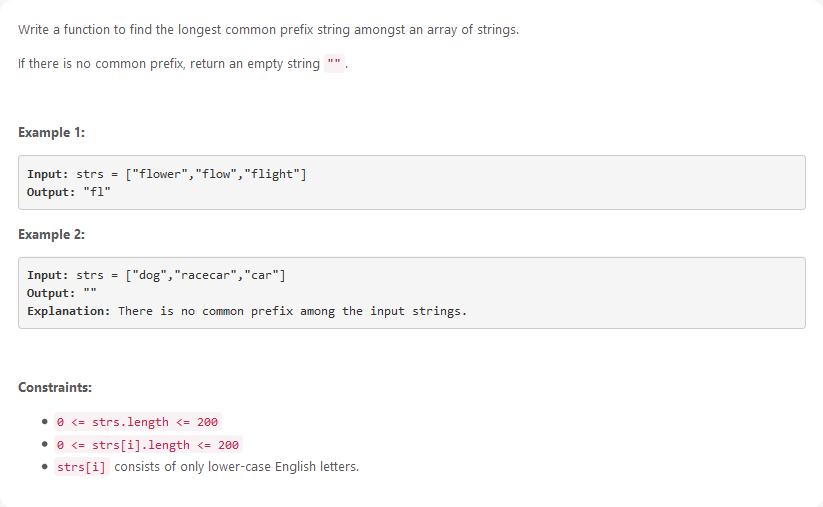 Write a function to find the longest common prefix string amongst an array of strings.
If there is no common prefix, return an empty string "".
Example 1:
Input: strs = ["flower","flow","flight"]
Output: "fl"
Example 2:
Input: strs = ["dog","racecar","car"]
Output: ""
Explanation: There is no common prefix among the input strings.
Constraints:
• 0 <= strs.length <= 200
• 0 <= strs[i].length <= 200
• strs[i] consists of only lower-case English letters.